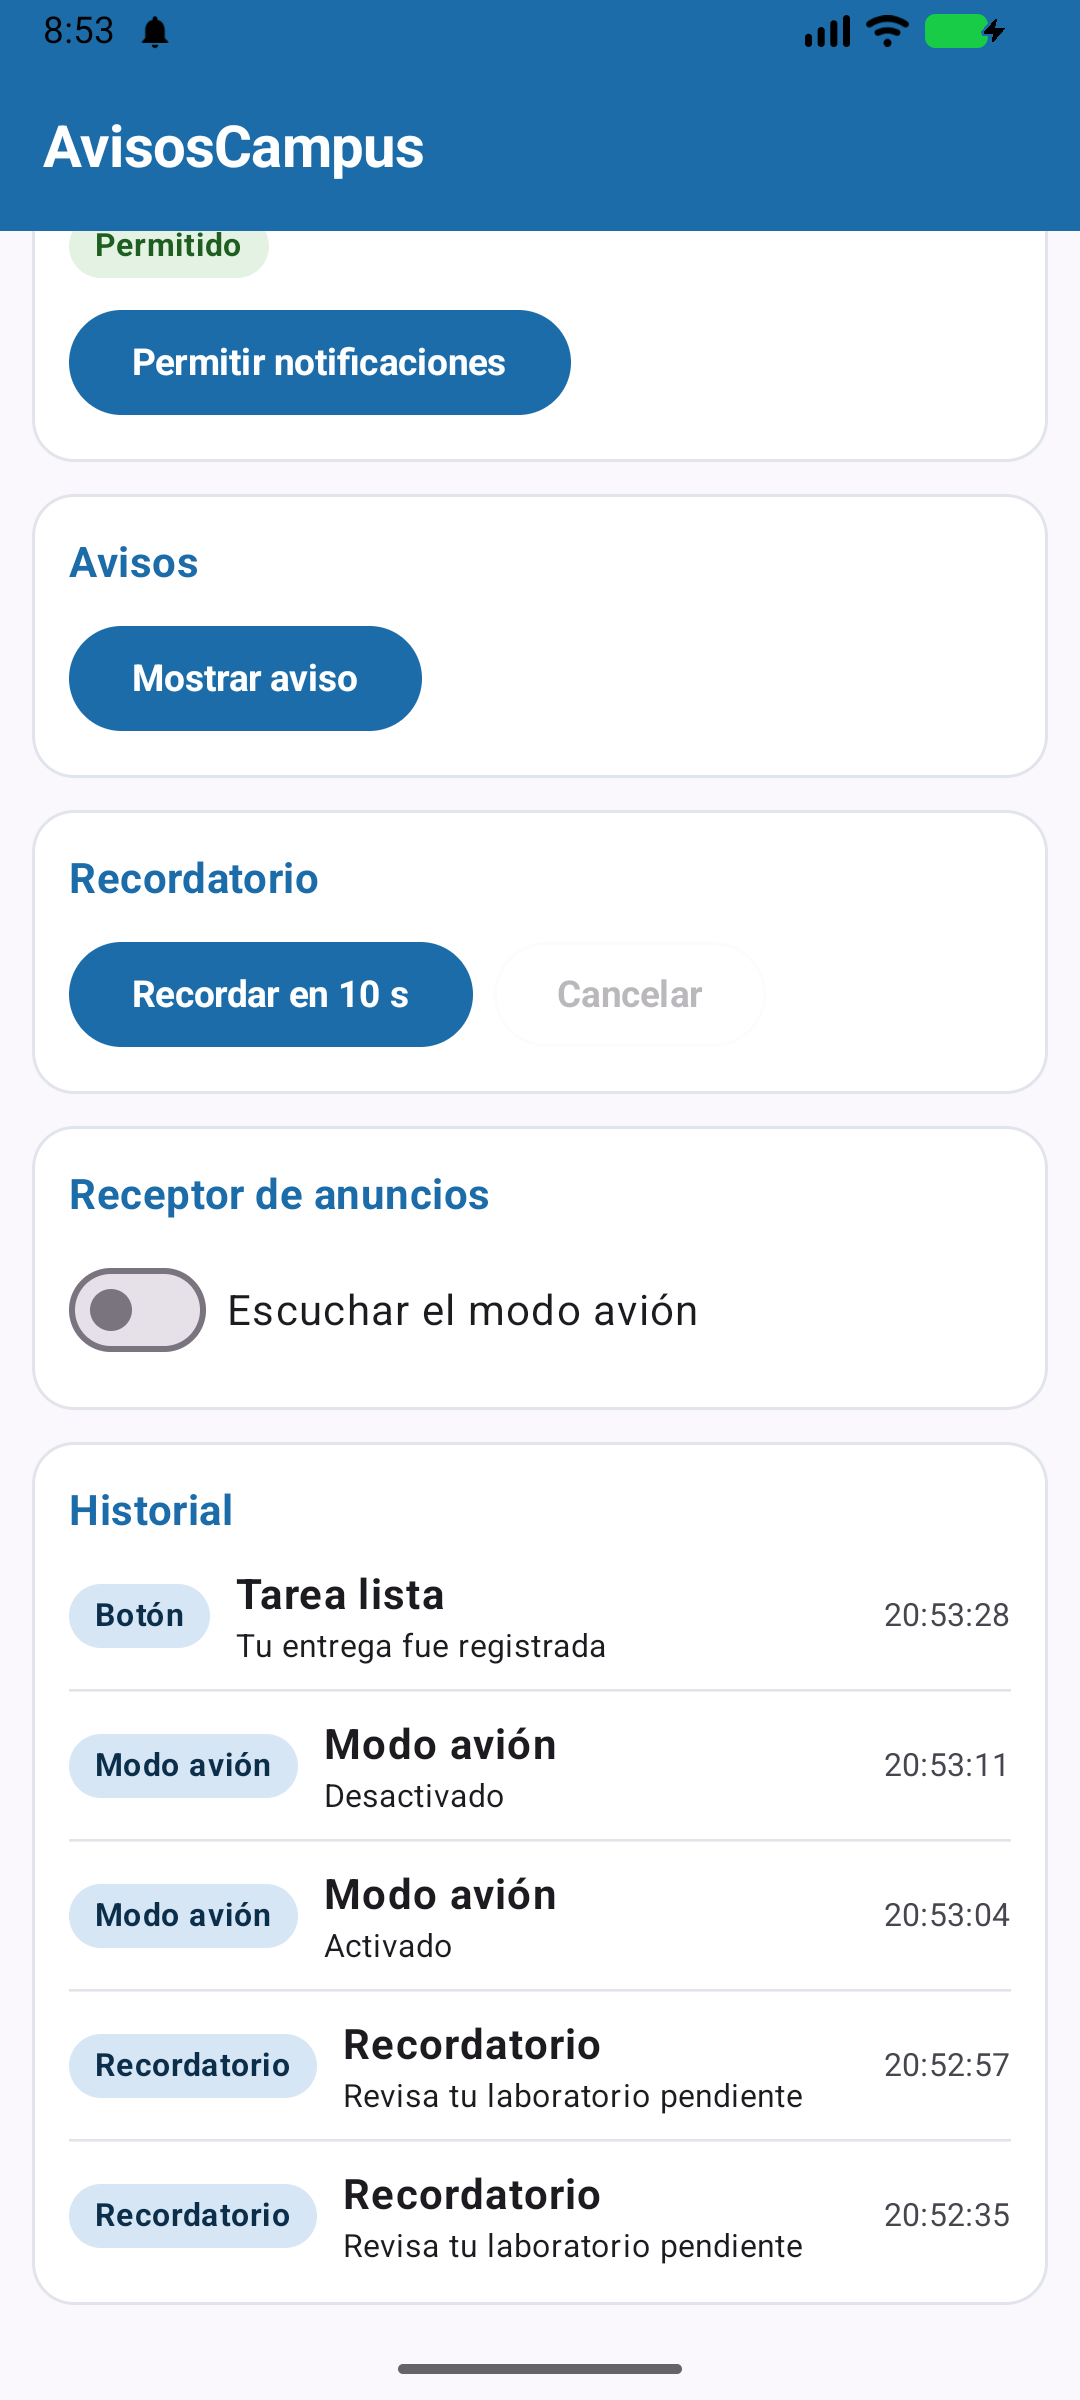 8:53
AvisosCampus
Permitido
Permitir notificaciones
Avisos
Mostrar aviso
Recordatorio
Recordar en 10 s
Cancelar
Receptor de anuncios
Escuchar el modo avión
Historial
Botón
Tarea lista
Tu entrega fue registrada
20:53:28
Modo avión
Modo avión
Desactivado
20:53:11
Modo avión
Modo avión
Activado
20:53:04
Recordatorio
Recordatorio
Revisa tu laboratorio pendiente
20:52:57
Recordatorio
Recordatorio
Revisa tu laboratorio pendiente
20:52:35